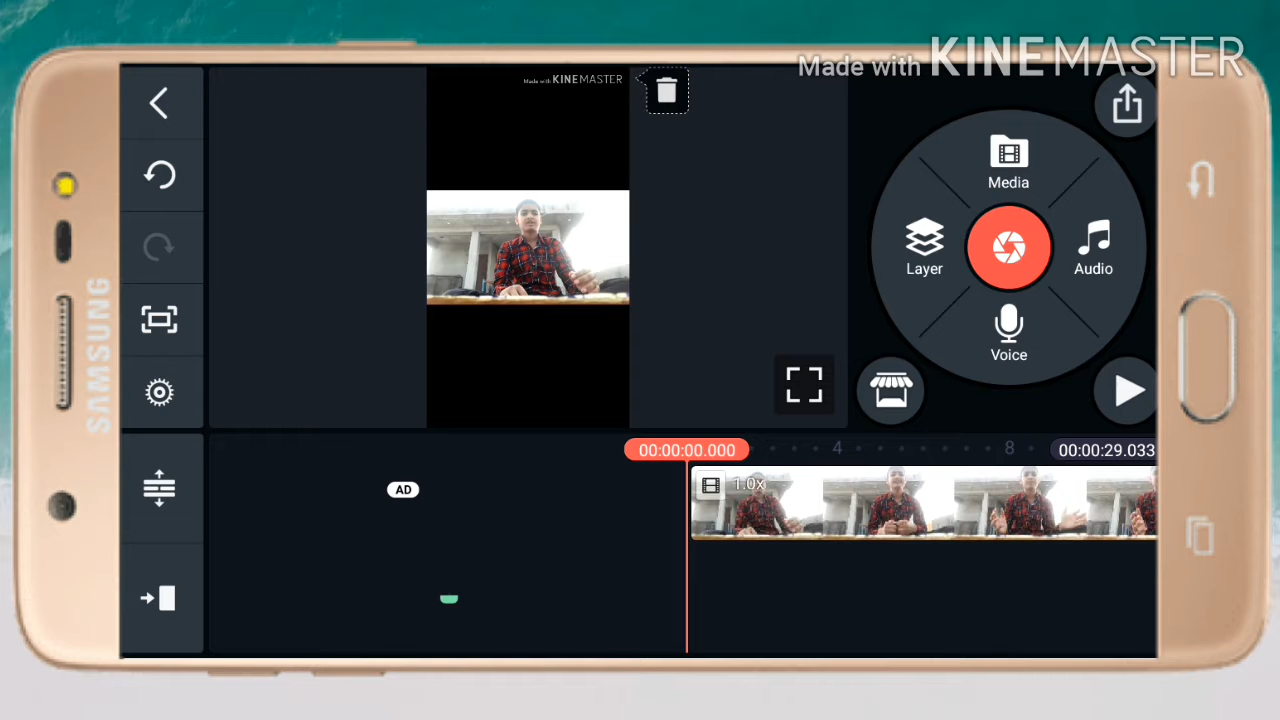 Made with KINEMASTER
Made with KINEMASTER
Media
Layer
Audio
Voice
SAMSUNG
00:00:00.000
4
8
00:00:29.033
AD
1.0x